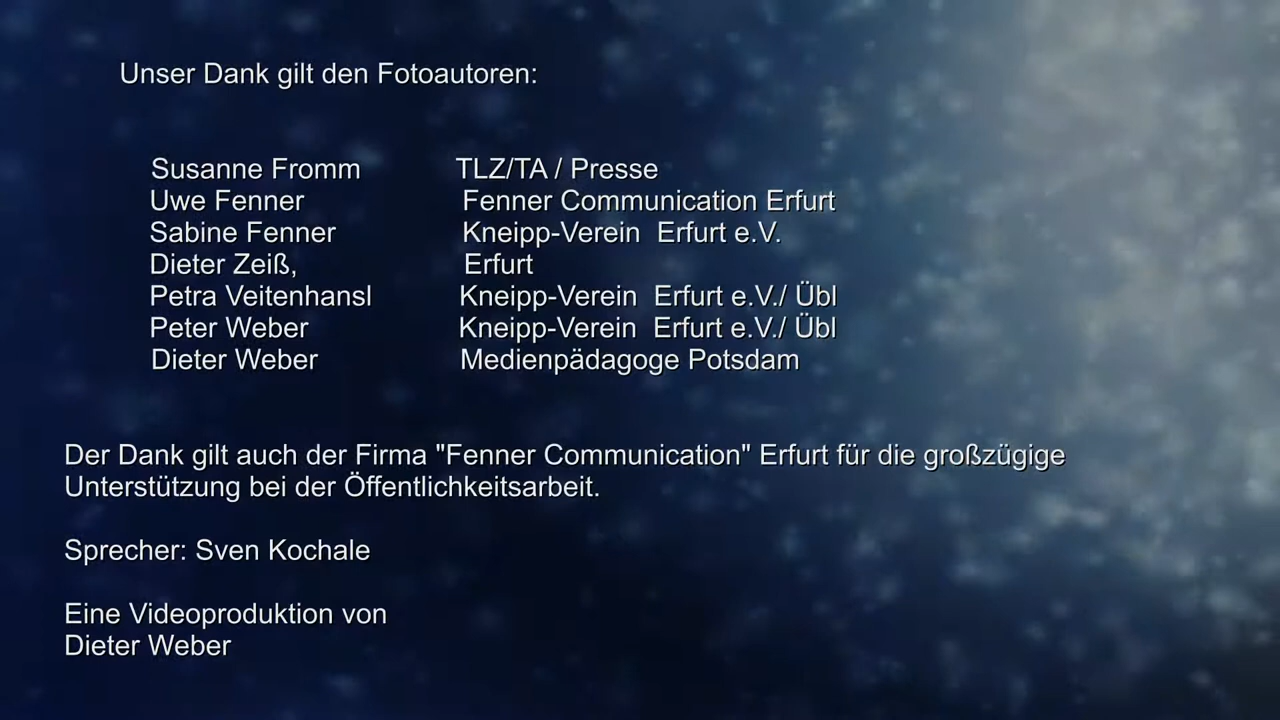 Unser Dank gilt den Fotoautoren:
Susanne Fromm TLZ/TA / Presse
Uwe Fenner Fenner Communication Erfurt
Sabine Fenner Kneipp-Verein Erfurt e.V.
Dieter Zeiß, Erfurt
Petra Veitenhansl Kneipp-Verein Erfurt e.V./ Übl
Peter Weber Kneipp-Verein Erfurt e.V./ Übl
Dieter Weber Medienpädagoge Potsdam
Der Dank gilt auch der Firma "Fenner Communication" Erfurt für die großzügige
Unterstützung bei der Öffentlichkeitsarbeit.
Sprecher: Sven Kochale
Eine Videoproduktion von
Dieter Weber